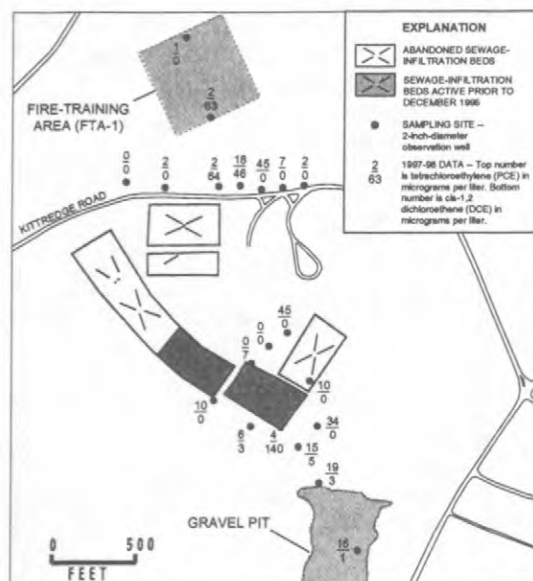 EXPLANATION
ABANDONED SEWAGE-
INFILTRATION BEDS
SEWAGE-INFILTRATION
BEDS ACTIVE PRIOR TO
DECEMBER 1996
SAMPLING SITE --
2-inch-diameter
observation well
2
63
1997-98 DATA -- Top number
is tetrachloroethylene (PCE) in
micrograms per liter. Bottom
number is cis-1,2
dichloroethene (DCE) in
micrograms per liter.
1
0
2
63
FIRE-TRAINING
AREA (FTA-1)
0
0
2
0
2
64
18
46
45
0
7
0
2
0
KITTREDGE ROAD
45
0
0
0
0
7
10
0
10
0
6
3
4
140
34
0
15
5
19
3
GRAVEL PIT
16
1
0 500
FEET